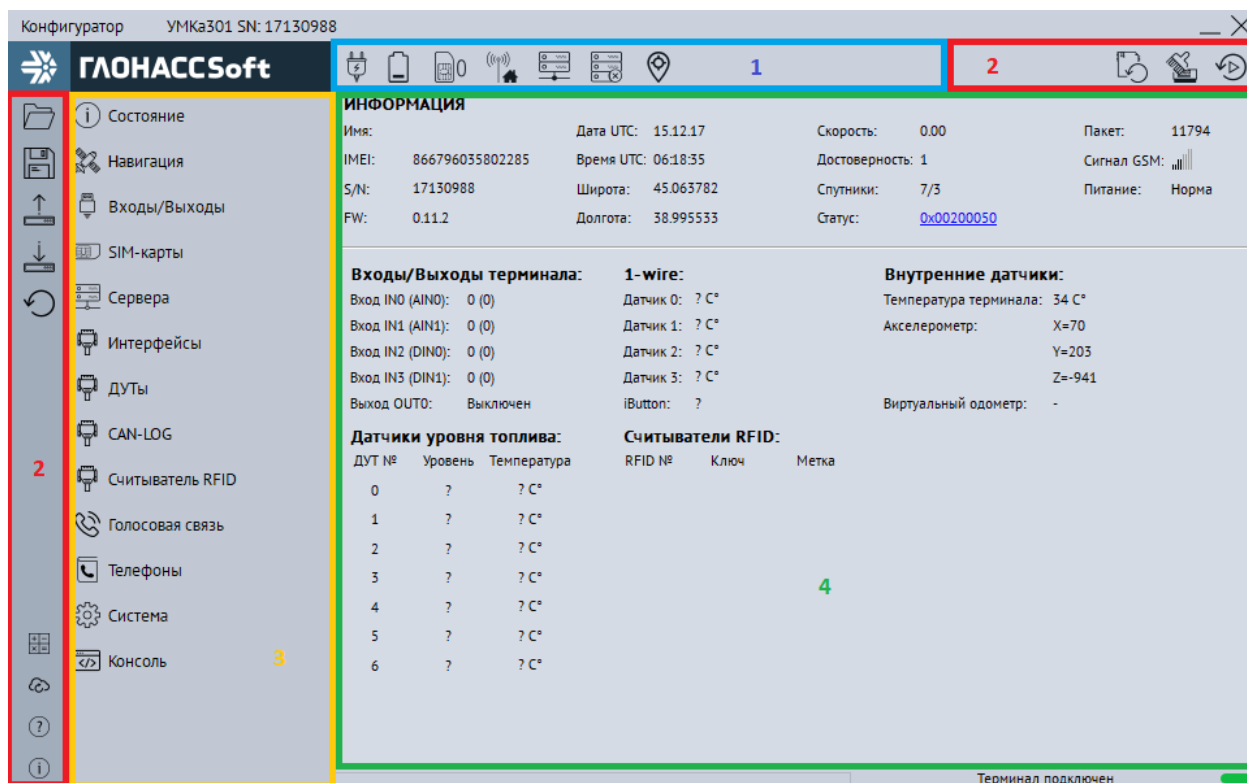 Конфигуратор УМКа301 SN: 17130988
ГЛОНАССSoft
0
1
2
Состояние
Навигация
Входы/Выходы
SIM-карты
Сервера
Интерфейсы
ДУТы
CAN-LOG
2
Считыватель RFID
Голосовая связь
Телефоны
Система
Консоль
3
ИНФОРМАЦИЯ
Имя: Дата UTC: 15.12.17 Скорость: 0.00 Пакет: 11794
IMEI: 866796035802285 Время UTC: 06:18:35 Достоверность: 1 Сигнал GSM:
S/N: 17130988 Широта: 45.063782 Спутники: 7/3 Питание: Норма
FW: 0.11.2 Долгота: 38.995533 Статус: 0x00200050
Входы/Выходы терминала: 1-wire: Внутренние датчики:
Вход IN0 (AIN0): 0 (0) Датчик 0: ? C° Температура терминала: 34 C°
Вход IN1 (AIN1): 0 (0) Датчик 1: ? C° Акселерометр: X=70
Вход IN2 (DIN0): 0 (0) Датчик 2: ? C° Y=203
Вход IN3 (DIN1): 0 (0) Датчик 3: ? C° Z=-941
Выход OUT0: Выключен iButton: ? Виртуальный одометр: -
Датчики уровня топлива: Считыватели RFID:
ДУТ № Уровень Температура RFID № Ключ Метка
0 ? ? C°
1 ? ? C°
2 ? ? C°
3 ? ? C°
4 ? ? C°
5 ? ? C°
6 ? ? C°
4
Терминал подключен